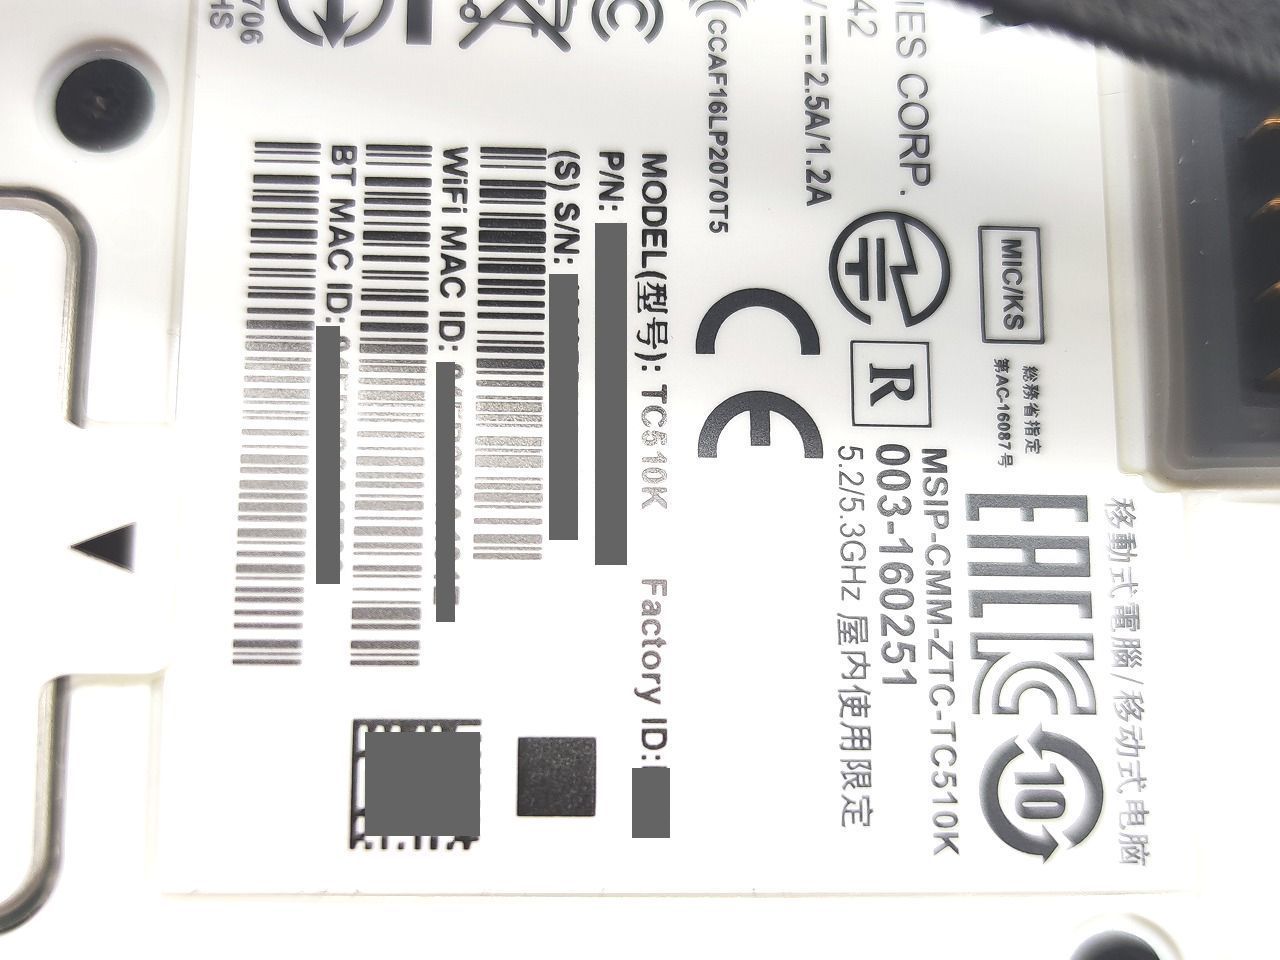 移動式電腦/移动式电脑
MIC/KS
総務省指定
第AC-16087号
EAC
10
IES CORP.
R
MSIP-CMM-ZTC-TC510K
003-160251
5.2/5.3GHz 屋内使用限定
42
2.5A/1.2A
CCAF16LP2070T5
CE
MODEL(型号): TC510K Factory ID:
P/N:
(S) S/N:
WiFi MAC ID:
BT MAC ID:
706
HS